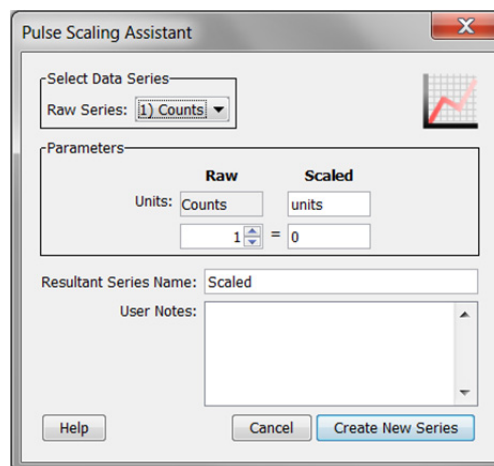 Pulse Scaling Assistant
Select Data Series
Raw Series: 1) Counts
Parameters
Raw Scaled
Units: Counts units
1 = 0
Resultant Series Name: Scaled
User Notes:
Help Cancel Create New Series